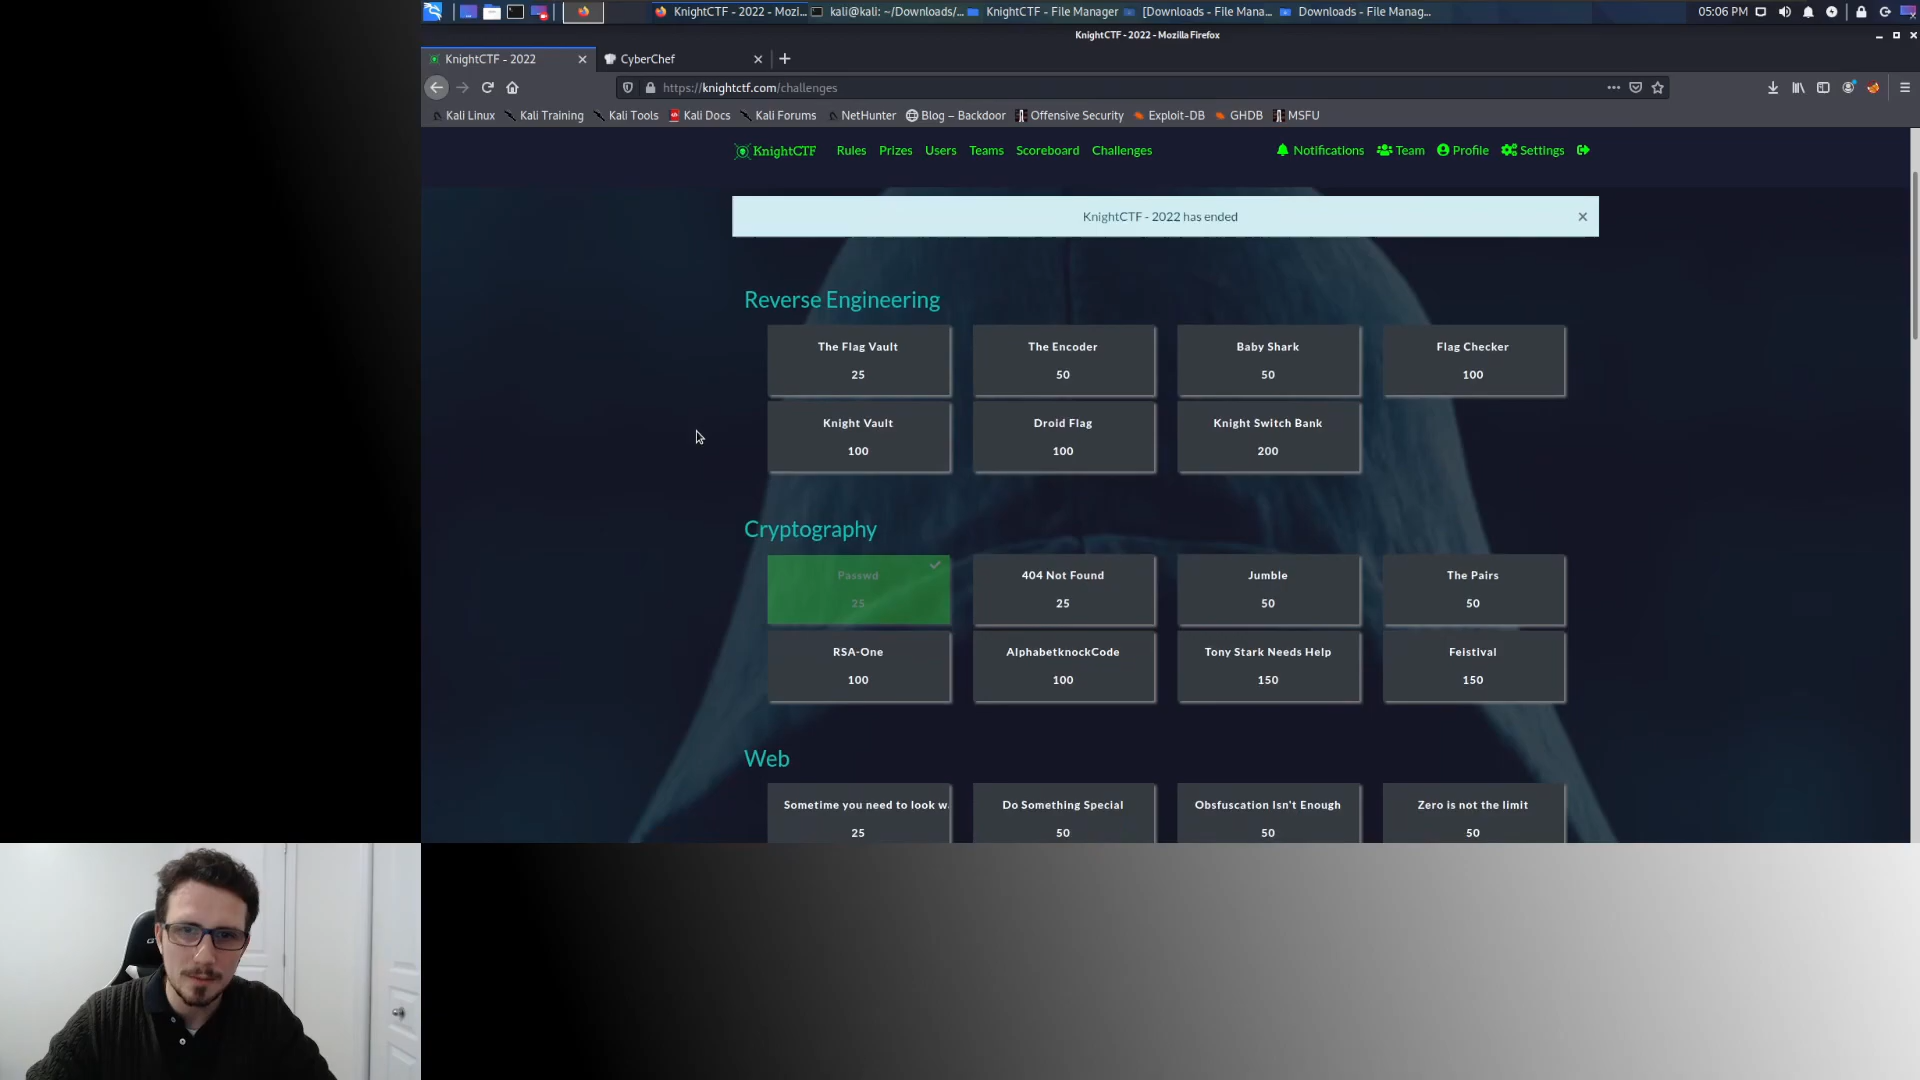 KnightCTF - 2022 - Mozi...
kali@kali: ~/Downloads/...
KnightCTF - File Manager
[Downloads - File Mana...
Downloads - File Manag...
05:06 PM
KnightCTF - 2022 - Mozilla Firefox
KnightCTF - 2022
CyberChef
https://knightctf.com/challenges
Kali Linux
Kali Training
Kali Tools
Kali Docs
Kali Forums
NetHunter
Blog – Backdoor
Offensive Security
Exploit-DB
GHDB
MSFU
KnightCTF
Rules
Prizes
Users
Teams
Scoreboard
Challenges
Notifications
Team
Profile
Settings
KnightCTF - 2022 has ended
Reverse Engineering
The Flag Vault
25
The Encoder
50
Baby Shark
50
Flag Checker
100
Knight Vault
100
Droid Flag
100
Knight Switch Bank
200
Cryptography
Passwd
25
404 Not Found
25
Jumble
50
The Pairs
50
RSA-One
100
AlphabetknockCode
100
Tony Stark Needs Help
150
Feistival
150
Web
Sometime you need to look w
25
Do Something Special
50
Obsfuscation Isn't Enough
50
Zero is not the limit
50